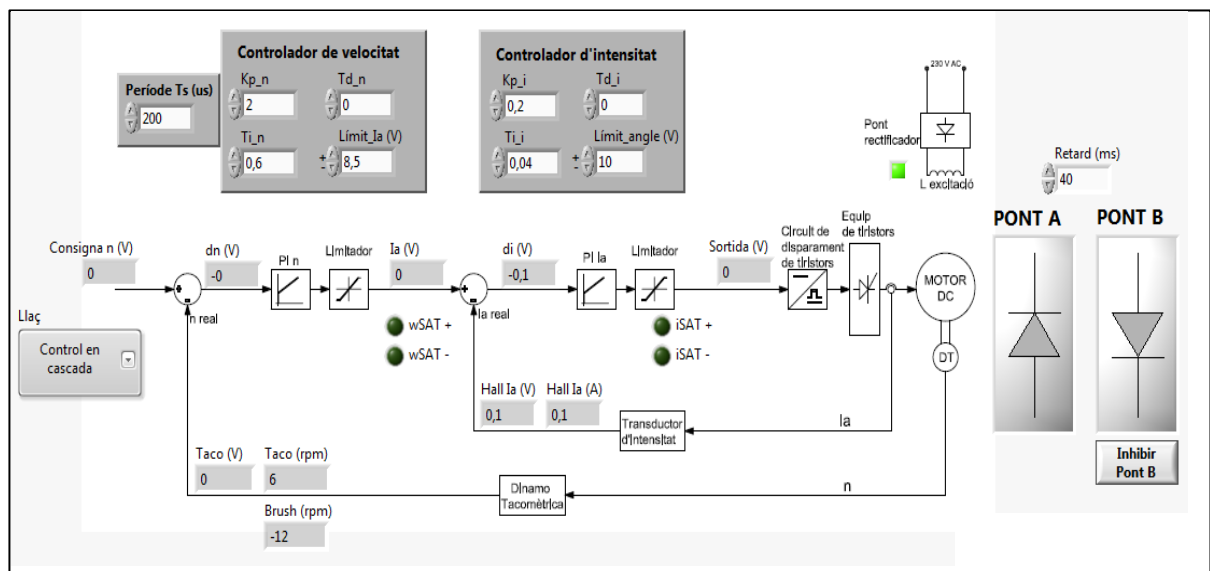 Període Ts (us)
200
Controlador de velocitat
Kp_n
Td_n
2
0
Ti_n
Límit_Ia (V)
0,6
±
8,5
Controlador d'intensitat
Kp_i
Td_i
0,2
0
Ti_i
Límit_angle (V)
0,04
±
10
230 V AC
Pont
rectificador
L excitació
Retard (ms)
40
PONT A
PONT B
Consigna n (V)
0
dn (V)
-0
PI n
Limitador
Ia (V)
0
di (V)
-0,1
PI Ia
Limitador
Sortida (V)
0
Circuit de
disparament
de tiristors
Equip
de tiristors
MOTOR
DC
DT
+
-
n real
+
-
Ia real
wSAT +
wSAT -
iSAT +
iSAT -
Llaç
Control en
cascada
Hall Ia (V)
Hall Ia (A)
0,1
0,1
Transductor
d'Intensitat
Ia
Taco (V)
Taco (rpm)
0
6
Brush (rpm)
-12
Dinamo
Tacomètrica
n
Inhibir
Pont B